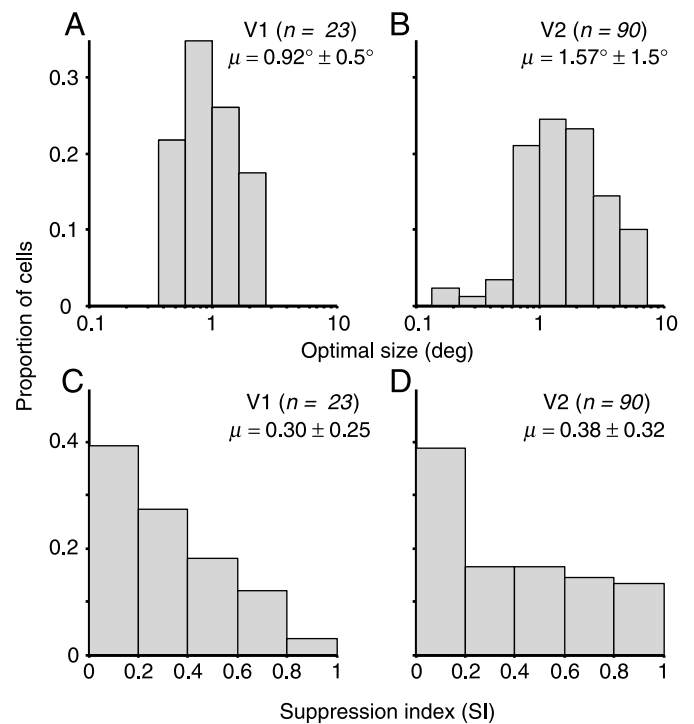 A
V1 (n = 23)
μ = 0.92° ± 0.5°
B
V2 (n = 90)
μ = 1.57° ± 1.5°
0.3
0.2
0.1
0
0.1
1
10
0.1
1
10
Optimal size (deg)
Proportion of cells
C
V1 (n = 23)
μ = 0.30 ± 0.25
D
V2 (n = 90)
μ = 0.38 ± 0.32
0.4
0.2
0
0
0.2
0.4
0.6
0.8
1
0
0.2
0.4
0.6
0.8
1
Suppression index (SI)